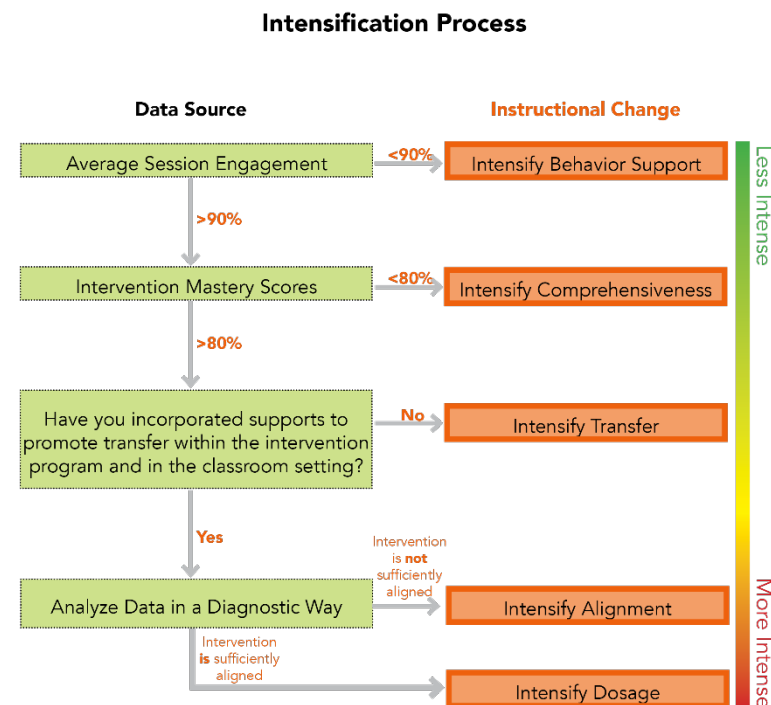 Intensification Process
Data Source
Instructional Change
Average Session Engagement
<90%
Intensify Behavior Support
>90%
Intervention Mastery Scores
<80%
Intensify Comprehensiveness
>80%
Have you incorporated supports to
promote transfer within the intervention
program and in the classroom setting?
No
Intensify Transfer
Yes
Analyze Data in a Diagnostic Way
Intervention
is not
sufficiently
aligned
Intensify Alignment
Intervention
is sufficiently
aligned
Intensify Dosage
Less Intense
More Intense